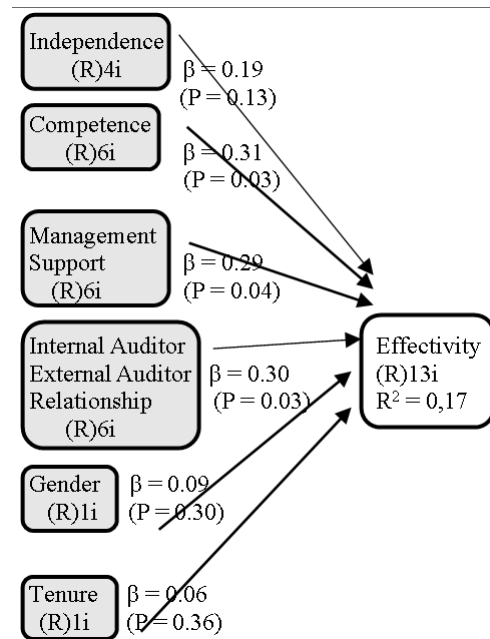 Independence
(R)4i
β = 0.19
(P = 0.13)
Competence
(R)6i
β = 0.31
(P = 0.03)
Management
Support
(R)6i
β = 0.29
(P = 0.04)
Internal Auditor
External Auditor
Relationship
(R)6i
β = 0.30
(P = 0.03)
Effectivity
(R)13i
R² = 0,17
Gender
(R)1i
β = 0.09
(P = 0.30)
Tenure
(R)1i
β = 0.06
(P = 0.36)